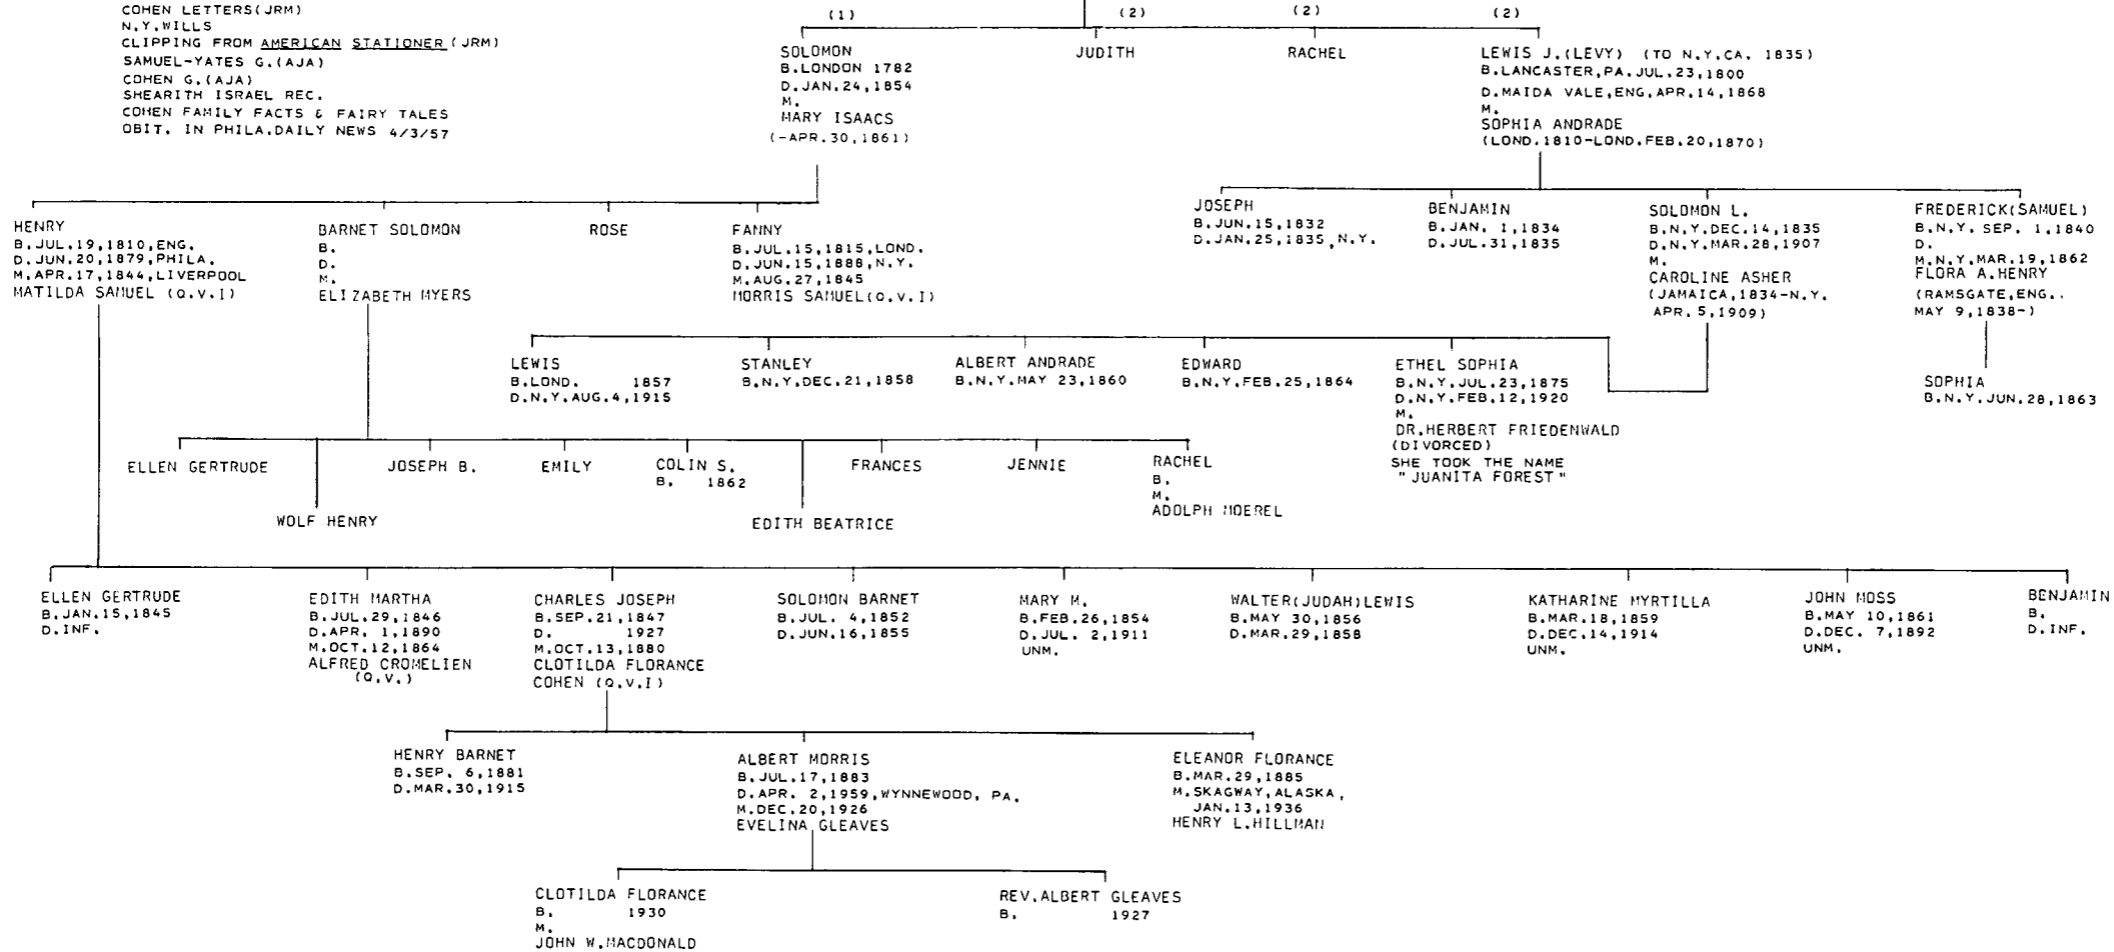 COHEN LETTERS(JRM)
N.Y.WILLS
CLIPPING FROM AMERICAN STATIONER (JRM)
SAMUEL-YATES G.(AJA)
COHEN G.(AJA)
SHEARITH ISRAEL REC.
COHEN FAMILY FACTS & FAIRY TALES
OBIT. IN PHILA.DAILY NEWS 4/3/57
(1)
(2)
(2)
(2)
SOLOMON
B.LONDON 1782
D.JAN.24,1854
M.
MARY ISAACS
(-APR.30,1861)
JUDITH
RACHEL
LEWIS J.(LEVY) (TO N.Y.CA. 1835)
B.LANCASTER,PA.JUL.23,1800
D.MAIDA VALE,ENG.APR.14,1868
M.
SOPHIA ANDRADE
(LOND.1810-LOND.FEB.20,1870)
HENRY
B.JUL.19,1810,ENG.
D.JUN.20,1879,PHILA.
M.APR.17,1844,LIVERPOOL
MATILDA SAMUEL (Q.V.I)
BARNET SOLOMON
B.
D.
M.
ELIZABETH MYERS
ROSE
FANNY
B.JUL.15,1815,LOND.
D.JUN.15,1888,N.Y.
M.AUG.27,1845
MORRIS SAMUEL(Q.V.I)
JOSEPH
B.JUN.15,1832
D.JAN.25,1835,N.Y.
BENJAMIN
B.JAN. 1,1834
D.JUL.31,1835
SOLOMON L.
B.N.Y.DEC.14,1835
D.N.Y.MAR.28,1907
M.
CAROLINE ASHER
(JAMAICA,1834-N.Y.
APR.5,1909)
FREDERICK(SAMUEL)
B.N.Y. SEP. 1,1840
D.
M.N.Y.MAR.19,1862
FLORA A.HENRY
(RAMSGATE,ENG..
MAY 9,1838-)
LEWIS
B.LOND. 1857
D.N.Y.AUG.4,1915
STANLEY
B.N.Y.DEC.21,1858
ALBERT ANDRADE
B.N.Y.MAY 23,1860
EDWARD
B.N.Y.FEB.25,1864
ETHEL SOPHIA
B.N.Y.JUL.23,1875
D.N.Y.FEB.12,1920
M.
DR.HERBERT FRIEDENWALD
(DIVORCED)
SHE TOOK THE NAME
"JUANITA FOREST"
SOPHIA
B.N.Y.JUN.28,1863
ELLEN GERTRUDE
WOLF HENRY
JOSEPH B.
EMILY
COLIN S.
B. 1862
EDITH BEATRICE
FRANCES
JENNIE
RACHEL
B.
M.
ADOLPH MOEREL
ELLEN GERTRUDE
B.JAN.15,1845
D.INF.
EDITH MARTHA
B.JUL.29,1846
D.APR. 1,1890
M.OCT.12,1864
ALFRED CROMELIEN
(Q.V.)
CHARLES JOSEPH
B.SEP.21,1847
D. 1927
M.OCT.13,1880
CLOTILDA FLORANCE
COHEN (Q.V.I)
SOLOMON BARNET
B.JUL. 4,1852
D.JUN.16,1855
MARY M.
B.FEB.26,1854
D.JUL. 2,1911
UNM.
WALTER(JUDAH)LEWIS
B.MAY 30,1856
D.MAR.29,1858
KATHARINE MYRTILLA
B.MAR.18,1859
D.DEC.14,1914
UNM.
JOHN MOSS
B.MAY 10,1861
D.DEC. 7,1892
UNM.
BENJAMIN
B.
D.INF.
HENRY BARNET
B.SEP. 6,1881
D.MAR.30,1915
ALBERT MORRIS
B.JUL.17,1883
D.APR. 2,1959,WYNNEWOOD, PA.
M.DEC.20,1926
EVELINA GLEAVES
ELEANOR FLORANCE
B.MAR.29,1885
M.SKAGWAY,ALASKA,
JAN.13,1936
HENRY L.HILLMAN
CLOTILDA FLORANCE
B. 1930
M.
JOHN W.MACDONALD
REV.ALBERT GLEAVES
B. 1927